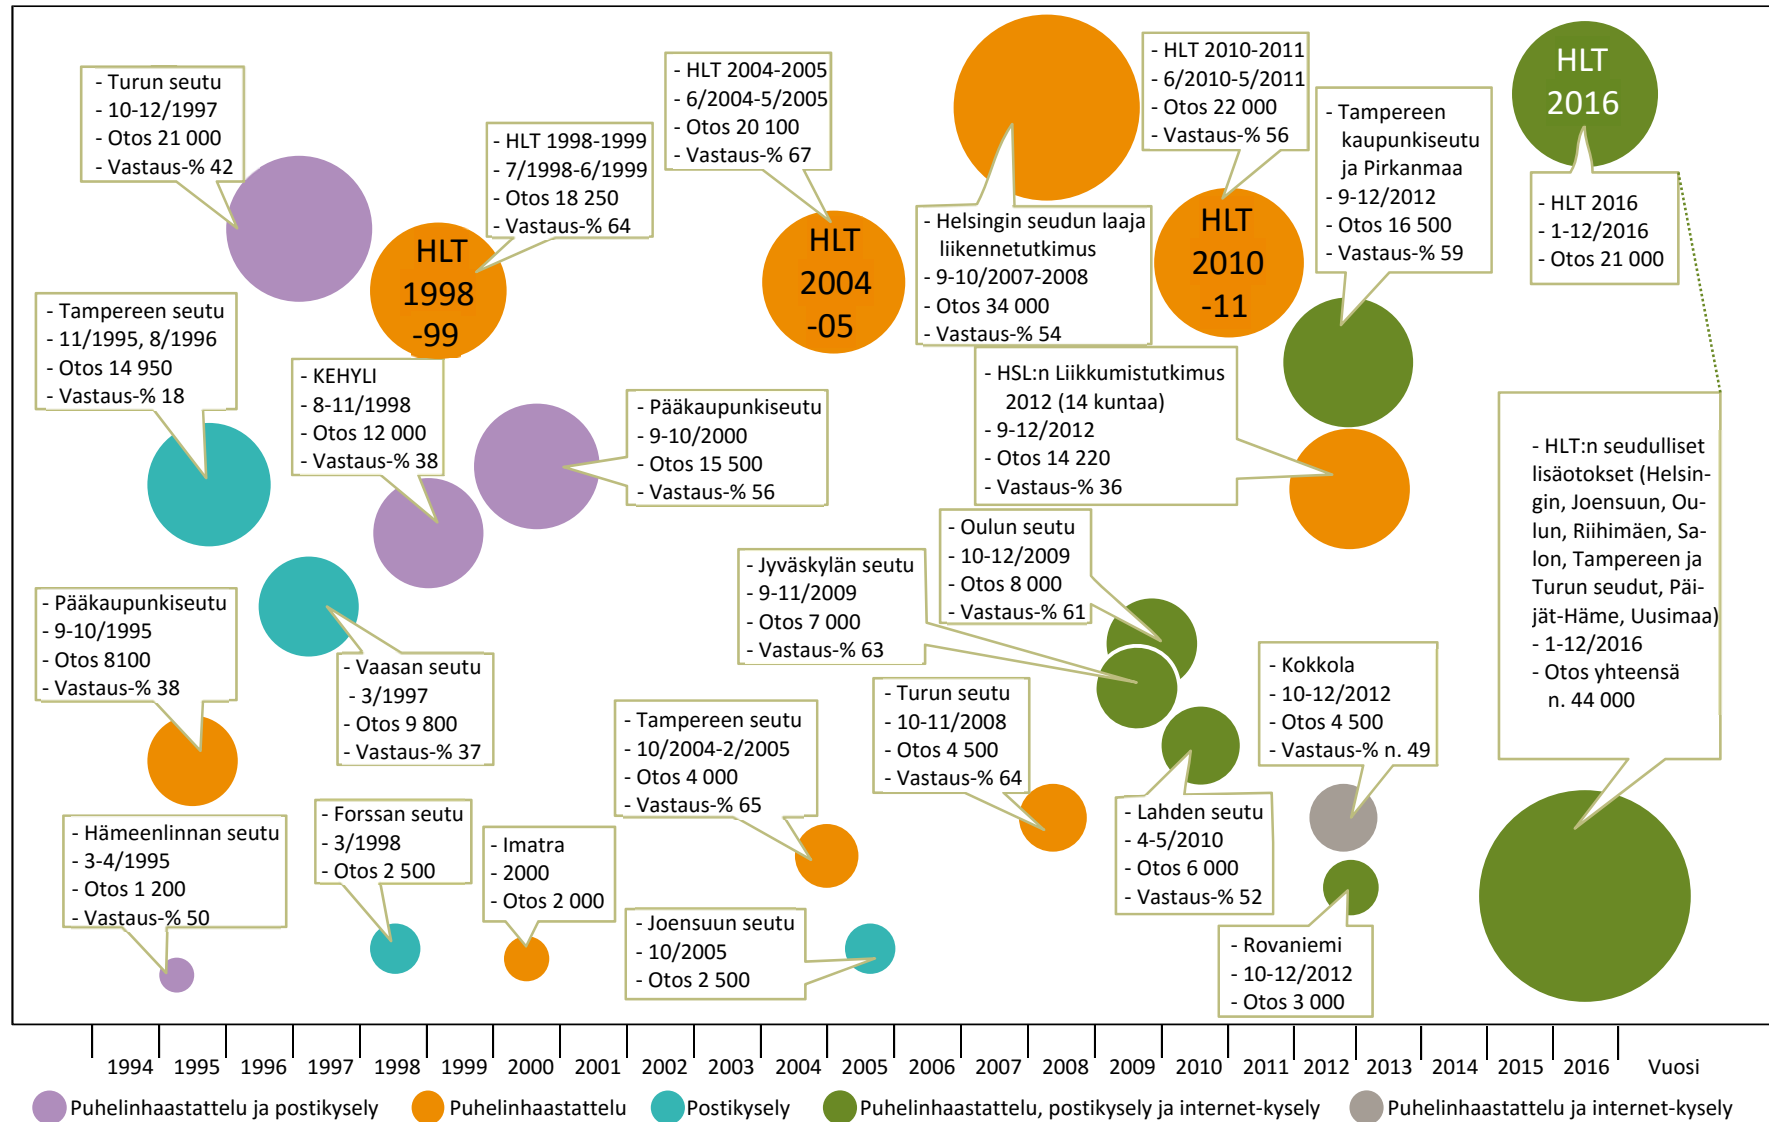 - Turun seutu
- 10-12/1997
- Otos 21 000
- Vastaus-% 42
- HLT 1998-1999
- 7/1998-6/1999
- Otos 18 250
- Vastaus-% 64
HLT
1998
-99
- HLT 2004-2005
- 6/2004-5/2005
- Otos 20 100
- Vastaus-% 67
HLT
2004
-05
- Helsingin seudun laaja
liikennetutkimus
- 9-10/2007-2008
- Otos 34 000
- Vastaus-% 54
- HLT 2010-2011
- 6/2010-5/2011
- Otos 22 000
- Vastaus-% 56
HLT
2010
-11
- Tampereen
kaupunkiseutu
ja Pirkanmaa
- 9-12/2012
- Otos 16 500
- Vastaus-% 59
HLT
2016
- HLT 2016
- 1-12/2016
- Otos 21 000
- Tampereen seutu
- 11/1995, 8/1996
- Otos 14 950
- Vastaus-% 18
- KEHYLI
- 8-11/1998
- Otos 12 000
- Vastaus-% 38
- Pääkaupunkiseutu
- 9-10/2000
- Otos 15 500
- Vastaus-% 56
- HSL:n Liikkumistutkimus
2012 (14 kuntaa)
- 9-12/2012
- Otos 14 220
- Vastaus-% 36
- HLT:n seudulliset
lisäotokset (Helsin-
gin, Joensuun, Ou-
lun, Riihimäen, Sa-
lon, Tampereen ja
Turun seudut, Päi-
jät-Häme, Uusimaa)
- 1-12/2016
- Otos yhteensä
n. 44 000
- Oulun seutu
- 10-12/2009
- Otos 8 000
- Vastaus-% 61
- Jyväskylän seutu
- 9-11/2009
- Otos 7 000
- Vastaus-% 63
- Pääkaupunkiseutu
- 9-10/1995
- Otos 8100
- Vastaus-% 38
- Vaasan seutu
- 3/1997
- Otos 9 800
- Vastaus-% 37
- Tampereen seutu
- 10/2004-2/2005
- Otos 4 000
- Vastaus-% 65
- Turun seutu
- 10-11/2008
- Otos 4 500
- Vastaus-% 64
- Kokkola
- 10-12/2012
- Otos 4 500
- Vastaus-% n. 49
- Hämeenlinnan seutu
- 3-4/1995
- Otos 1 200
- Vastaus-% 50
- Forssan seutu
- 3/1998
- Otos 2 500
- Imatra
- 2000
- Otos 2 000
- Joensuun seutu
- 10/2005
- Otos 2 500
- Lahden seutu
- 4-5/2010
- Otos 6 000
- Vastaus-% 52
- Rovaniemi
- 10-12/2012
- Otos 3 000
1994 1995 1996 1997 1998 1999 2000 2001 2002 2003 2004 2005 2006 2007 2008 2009 2010 2011 2012 2013 2014 2015 2016 Vuosi
Puhelinhaastattelu ja postikysely Puhelinhaastattelu Postikysely Puhelinhaastattelu, postikysely ja internet-kysely Puhelinhaastattelu ja internet-kysely